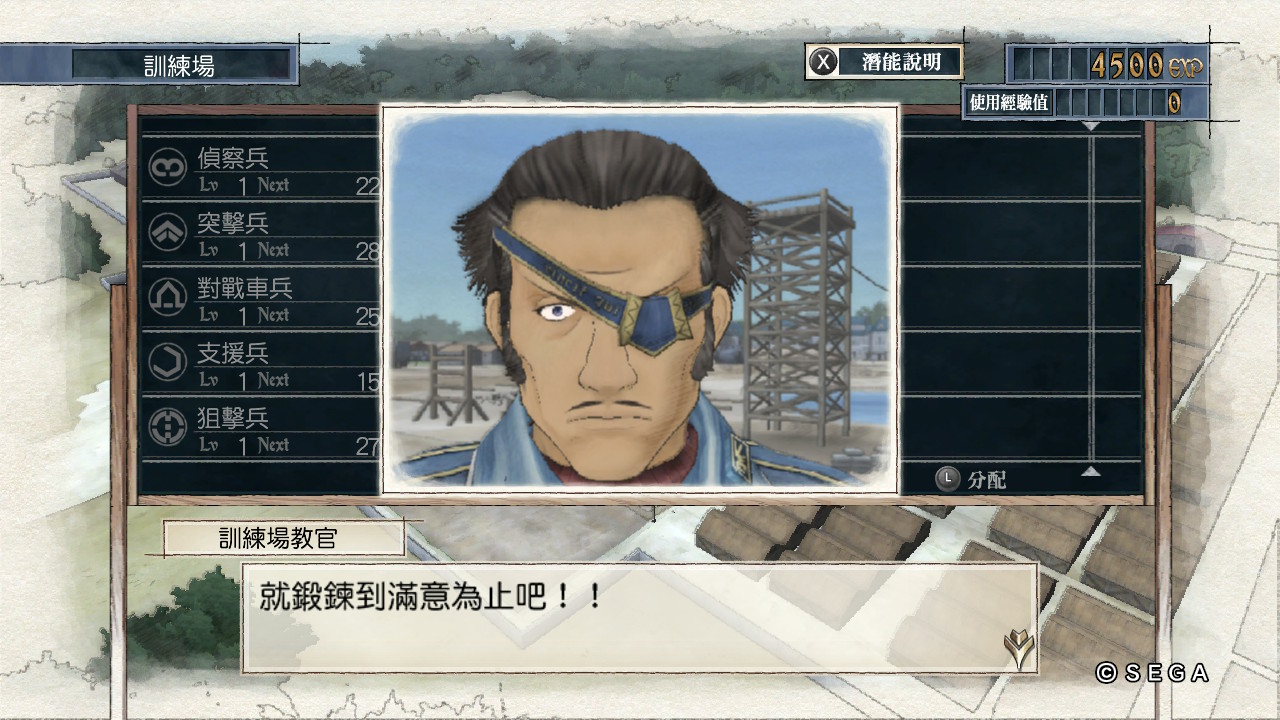 訓練場
X 潛能說明
4500 EXP
使用經驗值 0
偵察兵
Lv 1 Next 22
突擊兵
Lv 1 Next 28
對戰車兵
Lv 1 Next 25
支援兵
Lv 1 Next 15
狙擊兵
Lv 1 Next 27
L 分配
訓練場教官
就鍛鍊到滿意為止吧！！
© SEGA